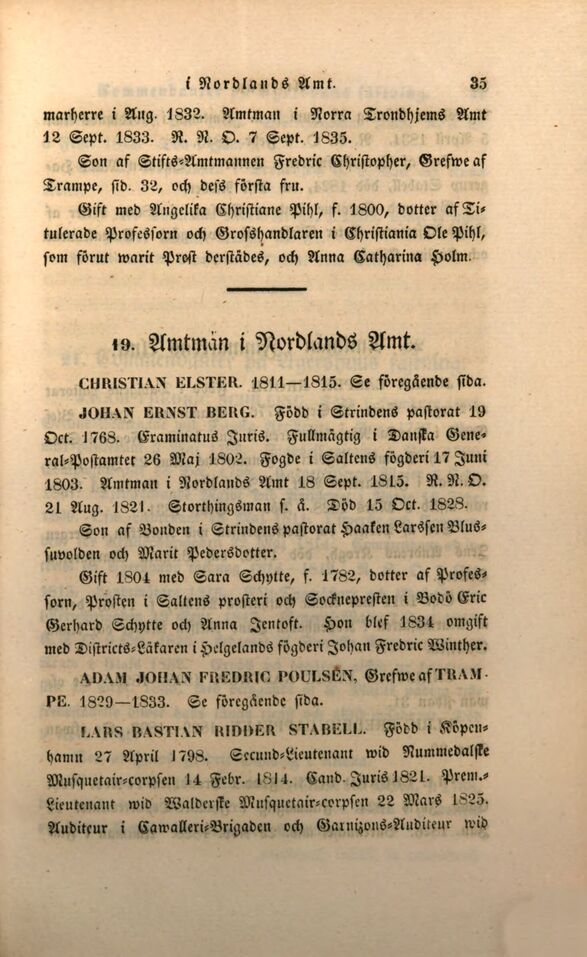 i Nordlands Amt. 35
marherre i Aug. 1832. Amtman i Norra Trondhjems Amt
12 Sept. 1833. R. N. O. 7 Sept. 1835.
Son af Stifts-Amtmannen Fredric Christopher, Grefwe af
Trampe, sid. 32, och dess första fru.
Gift med Angelika Christiane Pihl, f. 1800, dotter af Ti-
tulerade Professorn och Grosshandlaren i Christiania Ole Pihl,
som förut warit Prest derstädes, och Anna Catharina Holm.
19. Amtmän i Nordlands Amt.
CHRISTIAN ELSTER. 1811—1815. Se föregående sida.
JOHAN ERNST BERG. Född i Strindens pastorat 19
Oct. 1768. Examinatus Juris. Fullmägtig i Danska Gene-
ral-Postamtet 26 Maj 1802. Fogde i Saltens fögderi 17 Juni
1803. Amtman i Nordlands Amt 18 Sept. 1815. R. N. O.
21 Aug. 1821. Storthingsman s. å. Död 15 Oct. 1828.
Son af Bonden i Strindens pastorat Haaken Larssen Blus-
suvolden och Marit Pedersdotter.
Gift 1804 med Sara Schytte, f. 1782, dotter af Profes-
sorn, Prosten i Saltens prosteri och Socknepresten i Bodö Eric
Gerhard Schytte och Anna Jentoft. Hon blef 1834 omgift
med Districts-Läkaren i Helgelands fögderi Johan Fredric Winther.
ADAM JOHAN FREDRIC POULSEN, Grefwe af TRAM-
PE. 1829—1833. Se föregående sida.
LARS BASTIAN RIDDER STABELL. Född i Köpen-
hamn 27 April 1798. Secund-Lieutenant wid Nummedalske
Musquetair-corpsen 14 Febr. 1814. Cand. Juris 1821. Prem.-
Lieutenant wid Walderske Musquetair-corpsen 22 Mars 1825.
Auditeur i Cawalleri-Brigaden och Garnizons-Auditeur wid